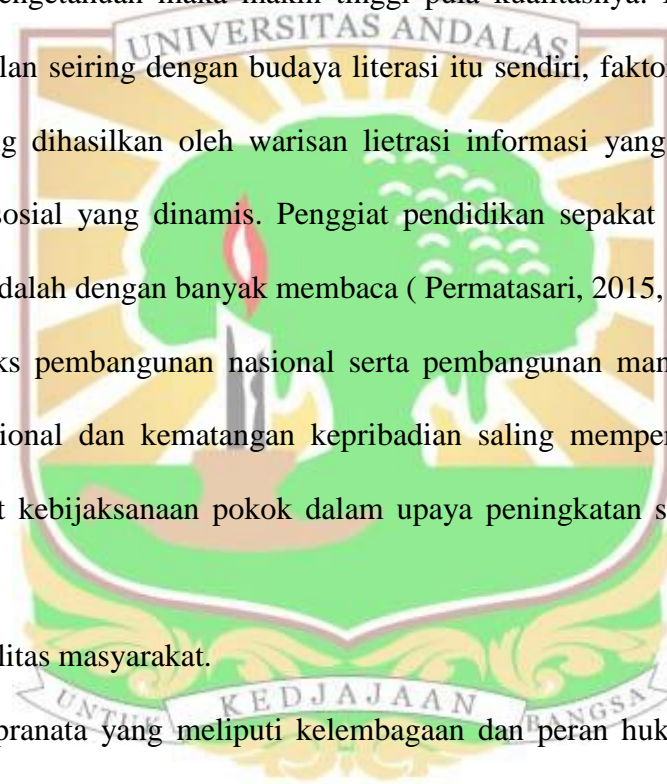 pengetahuan maka makin tinggi pula kualitasnya.
UNIVERSITAS ANDALAS
lan seiring dengan budaya literasi itu sendiri, fakto
g dihasilkan oleh warisan lietrasi informasi yang
sosial yang dinamis. Penggiat pendidikan sepakat
dalah dengan banyak membaca ( Permatasari, 2015,
ks pembangunan nasional serta pembangunan man
ional dan kematangan kepribadian saling mempen
t kebijaksanaan pokok dalam upaya peningkatan s
litas masyarakat.
UNTUK KEDJAJAAN BANGSA
pranata yang meliputi kelembagaan dan peran huk